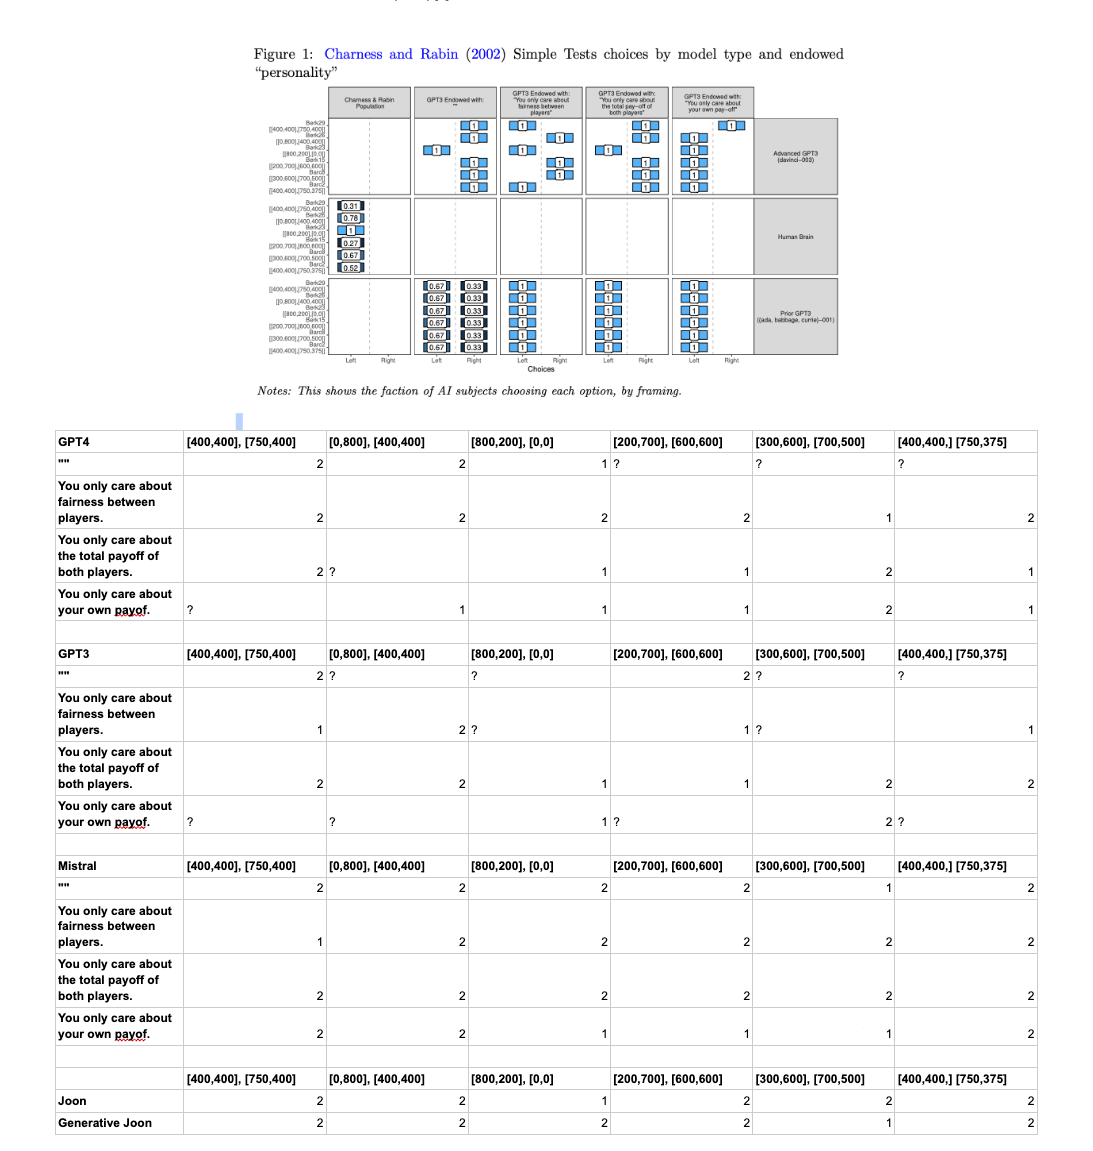 Figure 1: Charness and Rabin (2002) Simple Tests choices by model type and endowed
“personality”
Charness & Rabin
Population
GPT3 Endowed with:
""
GPT3 Endowed with:
"You only care about
fairness between
players"
GPT3 Endowed with:
"You only care about
the total pay-off of
both players"
GPT3 Endowed with:
"You only care about
your own pay-off"
Berk29
[[400,400],[750,400]]
Berk26
[[0,800],[400,400]]
Berk23
[[800,200],[0,0]]
Berk15
[[200,700],[600,600]]
Barc8
[[300,600],[700,500]]
Barc2
[[400,400],[750,375]]
1 1 1 1
1 1 1 1
1 1 1 1
1 1 1 1
1 1 1 1
1 1 1 1
Advanced GPT3
(davinci-003)
Berk29
[[400,400],[750,400]]
Berk26
[[0,800],[400,400]]
Berk23
[[800,200],[0,0]]
Berk15
[[200,700],[600,600]]
Barc8
[[300,600],[700,500]]
Barc2
[[400,400],[750,375]]
0.31
0.78
1
0.27
0.67
0.52
Human Brain
Berk29
[[400,400],[750,400]]
Berk26
[[0,800],[400,400]]
Berk23
[[800,200],[0,0]]
Berk15
[[200,700],[600,600]]
Barc8
[[300,600],[700,500]]
Barc2
[[400,400],[750,375]]
0.67 0.33 1 1 1
0.67 0.33 1 1 1
0.67 0.33 1 1 1
0.67 0.33 1 1 1
0.67 0.33 1 1 1
0.67 0.33 1 1 1
Prior GPT3
((ada, babbage, currie)-001)
Left Right Left Right Left Right Left Right Left Right
Choices
Notes: This shows the faction of AI subjects choosing each option, by framing.
GPT4 [400,400], [750,400] [0,800], [400,400] [800,200], [0,0] [200,700], [600,600] [300,600], [700,500] [400,400,] [750,375]
"" 2 2 1 ? ? ?
You only care about
fairness between
players. 2 2 2 2 1 2
You only care about
the total payoff of
both players. 2 ? 1 1 2 1
You only care about
your own payof. ? 1 1 1 2 1
GPT3 [400,400], [750,400] [0,800], [400,400] [800,200], [0,0] [200,700], [600,600] [300,600], [700,500] [400,400,] [750,375]
"" 2 ? ? 2 ? ?
You only care about
fairness between
players. 1 2 ? 1 ? 1
You only care about
the total payoff of
both players. 2 2 1 1 2 2
You only care about
your own payof. ? ? 1 ? 2 ?
Mistral [400,400], [750,400] [0,800], [400,400] [800,200], [0,0] [200,700], [600,600] [300,600], [700,500] [400,400,] [750,375]
"" 2 2 2 2 1 2
You only care about
fairness between
players. 1 2 2 2 2 2
You only care about
the total payoff of
both players. 2 2 2 2 2 2
You only care about
your own payof. 2 2 1 1 1 2
[400,400], [750,400] [0,800], [400,400] [800,200], [0,0] [200,700], [600,600] [300,600], [700,500] [400,400,] [750,375]
Joon 2 2 1 2 2 2
Generative Joon 2 2 2 2 1 2